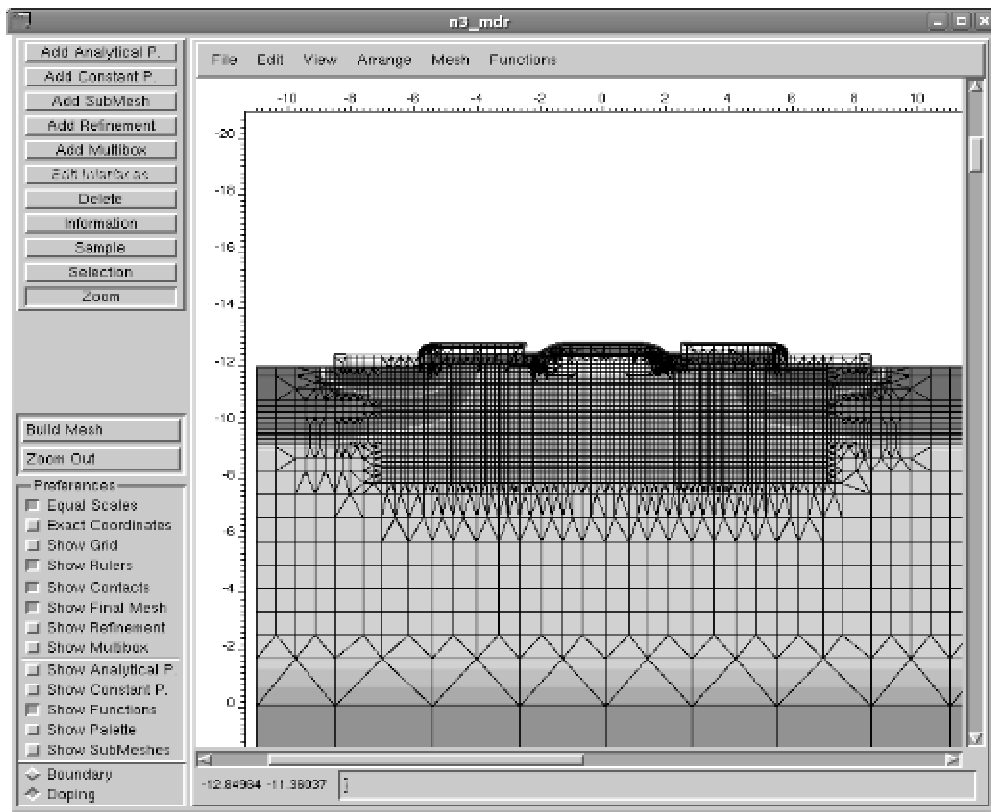 n3_mdr
Add Analytical P.
Add Constant P.
Add SubMesh
Add Refinement
Add Multibox
Edit Interfaces
Delete
Information
Sample
Selection
Zoom
File Edit View Arrange Mesh Functions
-10 -8 -6 -4 -2 0 2 4 6 8 10
-20
-18
-16
-14
-12
-10
-8
-6
-4
-2
0
Build Mesh
Zoom Out
Preferences
Equal Scales
Exact Coordinates
Show Grid
Show Rulers
Show Contacts
Show Final Mesh
Show Refinement
Show Multibox
Show Analytical P.
Show Constant P.
Show Functions
Show Palette
Show SubMeshes
Boundary
Doping